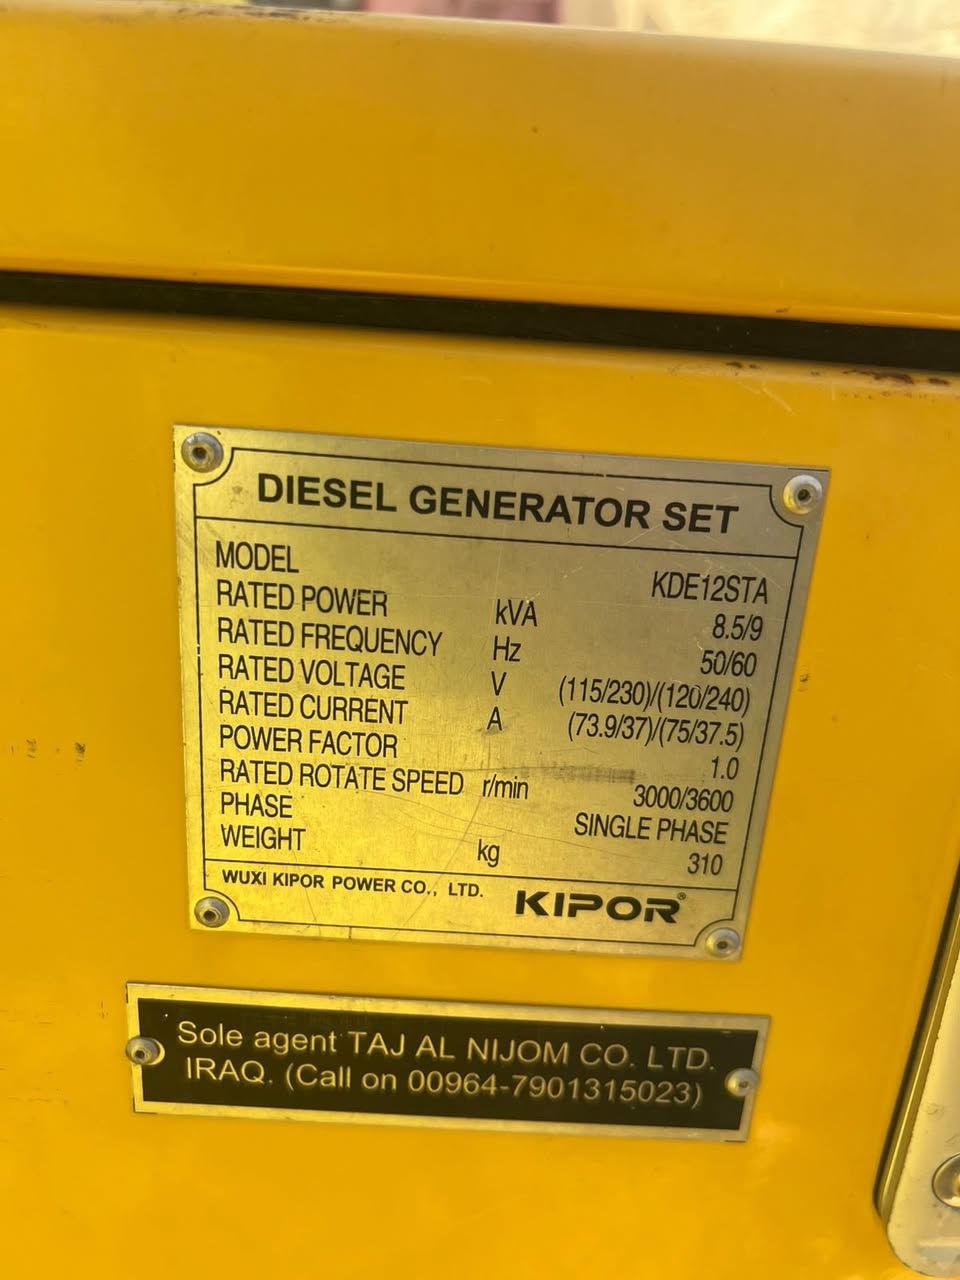 DIESEL GENERATOR SET
MODEL KDE12STA
RATED POWER kVA 8.5/9
RATED FREQUENCY Hz 50/60
RATED VOLTAGE V (115/230)/(120/240)
RATED CURRENT A (73.9/37)/(75/37.5)
POWER FACTOR 1.0
RATED ROTATE SPEED r/min 3000/3600
PHASE SINGLE PHASE
WEIGHT kg 310
WUXI KIPOR POWER CO., LTD. KIPOR®
Sole agent TAJ AL NIJOM CO. LTD.
IRAQ. (Call on 00964-7901315023)